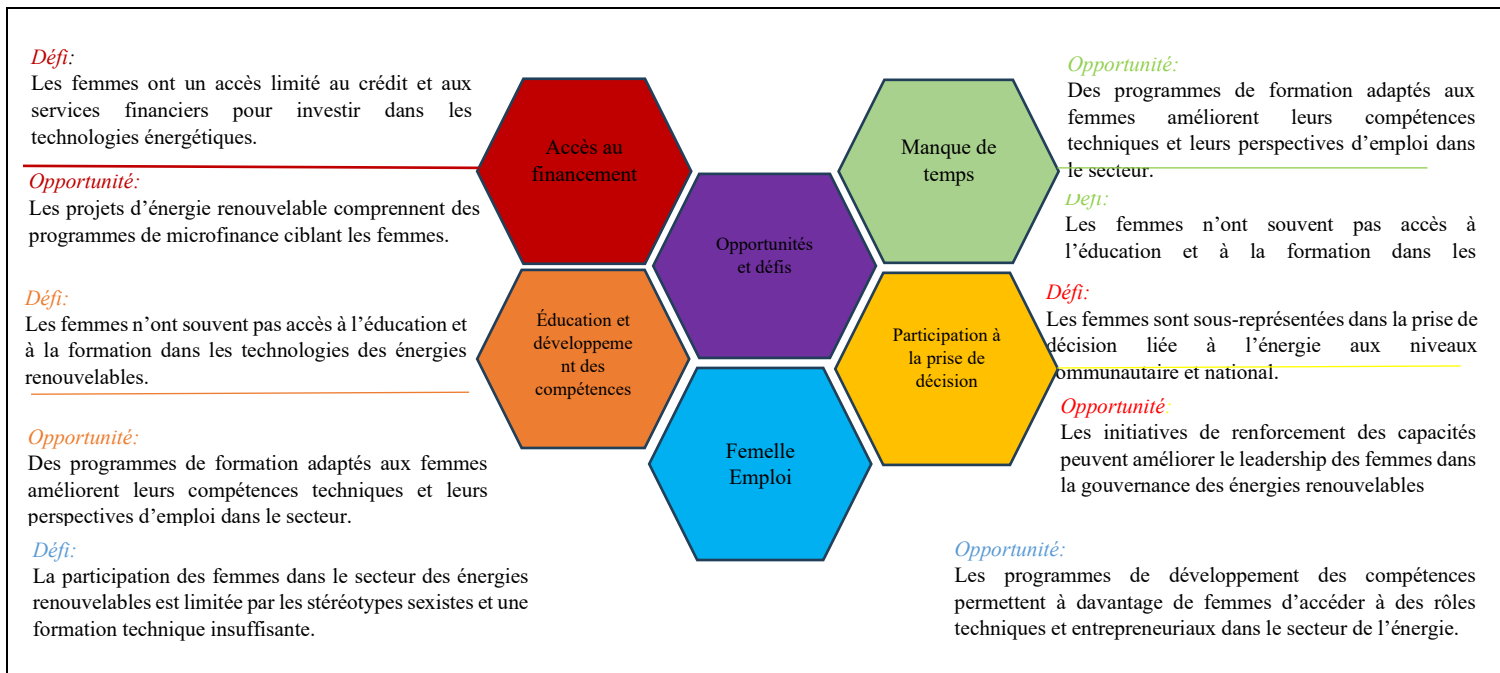 Défi:
Les femmes ont un accès limité au crédit et aux
services financiers pour investir dans les
technologies énergétiques.
Opportunité:
Les projets d’énergie renouvelable comprennent des
programmes de microfinance ciblant les femmes.
Défi:
Les femmes n’ont souvent pas accès à l’éducation et
à la formation dans les technologies des énergies
renouvelables.
Opportunité:
Des programmes de formation adaptés aux femmes
améliorent leurs compétences techniques et leurs
perspectives d’emploi dans le secteur.
Défi:
La participation des femmes dans le secteur des énergies
renouvelables est limitée par les stéréotypes sexistes et une
formation technique insuffisante.
Accès au
financement
Manque de
temps
Opportunités
et défis
Éducation et
développeme
nt des
compétences
Participation à
la prise de
décision
Femelle
Emploi
Opportunité:
Des programmes de formation adaptés aux
femmes améliorent leurs compétences
techniques et leurs perspectives d’emploi dans
le secteur.
Défi:
Les femmes n’ont souvent pas accès à
l’éducation et à la formation dans les
Défi:
Les femmes sont sous-représentées dans la prise de
décision liée à l’énergie aux niveaux
communautaire et national.
Opportunité:
Les initiatives de renforcement des capacités
peuvent améliorer le leadership des femmes dans
la gouvernance des énergies renouvelables
Opportunité:
Les programmes de développement des compétences
permettent à davantage de femmes d’accéder à des rôles
techniques et entrepreneuriaux dans le secteur de l’énergie.